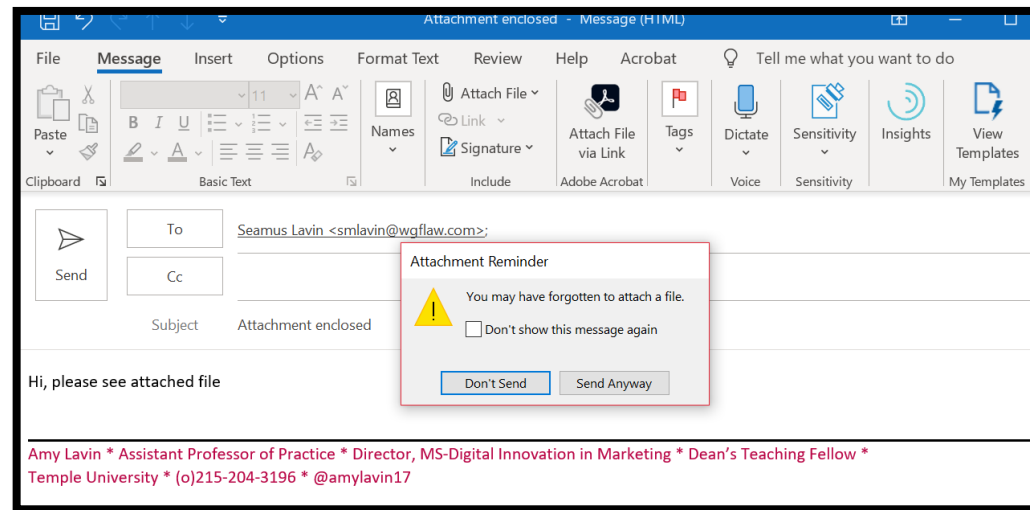 Attachment enclosed - Message (HTML)
File Message Insert Options Format Text Review Help Acrobat Tell me what you want to do
Paste
Clipboard
11 A^ A˅
B I U
A
A
Basic Text
Names
Attach File
Link
Signature
Include
Attach File
via Link
Adobe Acrobat
Tags
Dictate
Voice
Sensitivity
Sensitivity
Insights
View
Templates
My Templates
Send
To Seamus Lavin <smlavin@wgflaw.com>;
Cc
Subject Attachment enclosed
Attachment Reminder
You may have forgotten to attach a file.
Don't show this message again
Don't Send Send Anyway
Hi, please see attached file
Amy Lavin * Assistant Professor of Practice * Director, MS-Digital Innovation in Marketing * Dean’s Teaching Fellow *
Temple University * (o)215-204-3196 * @amylavin17